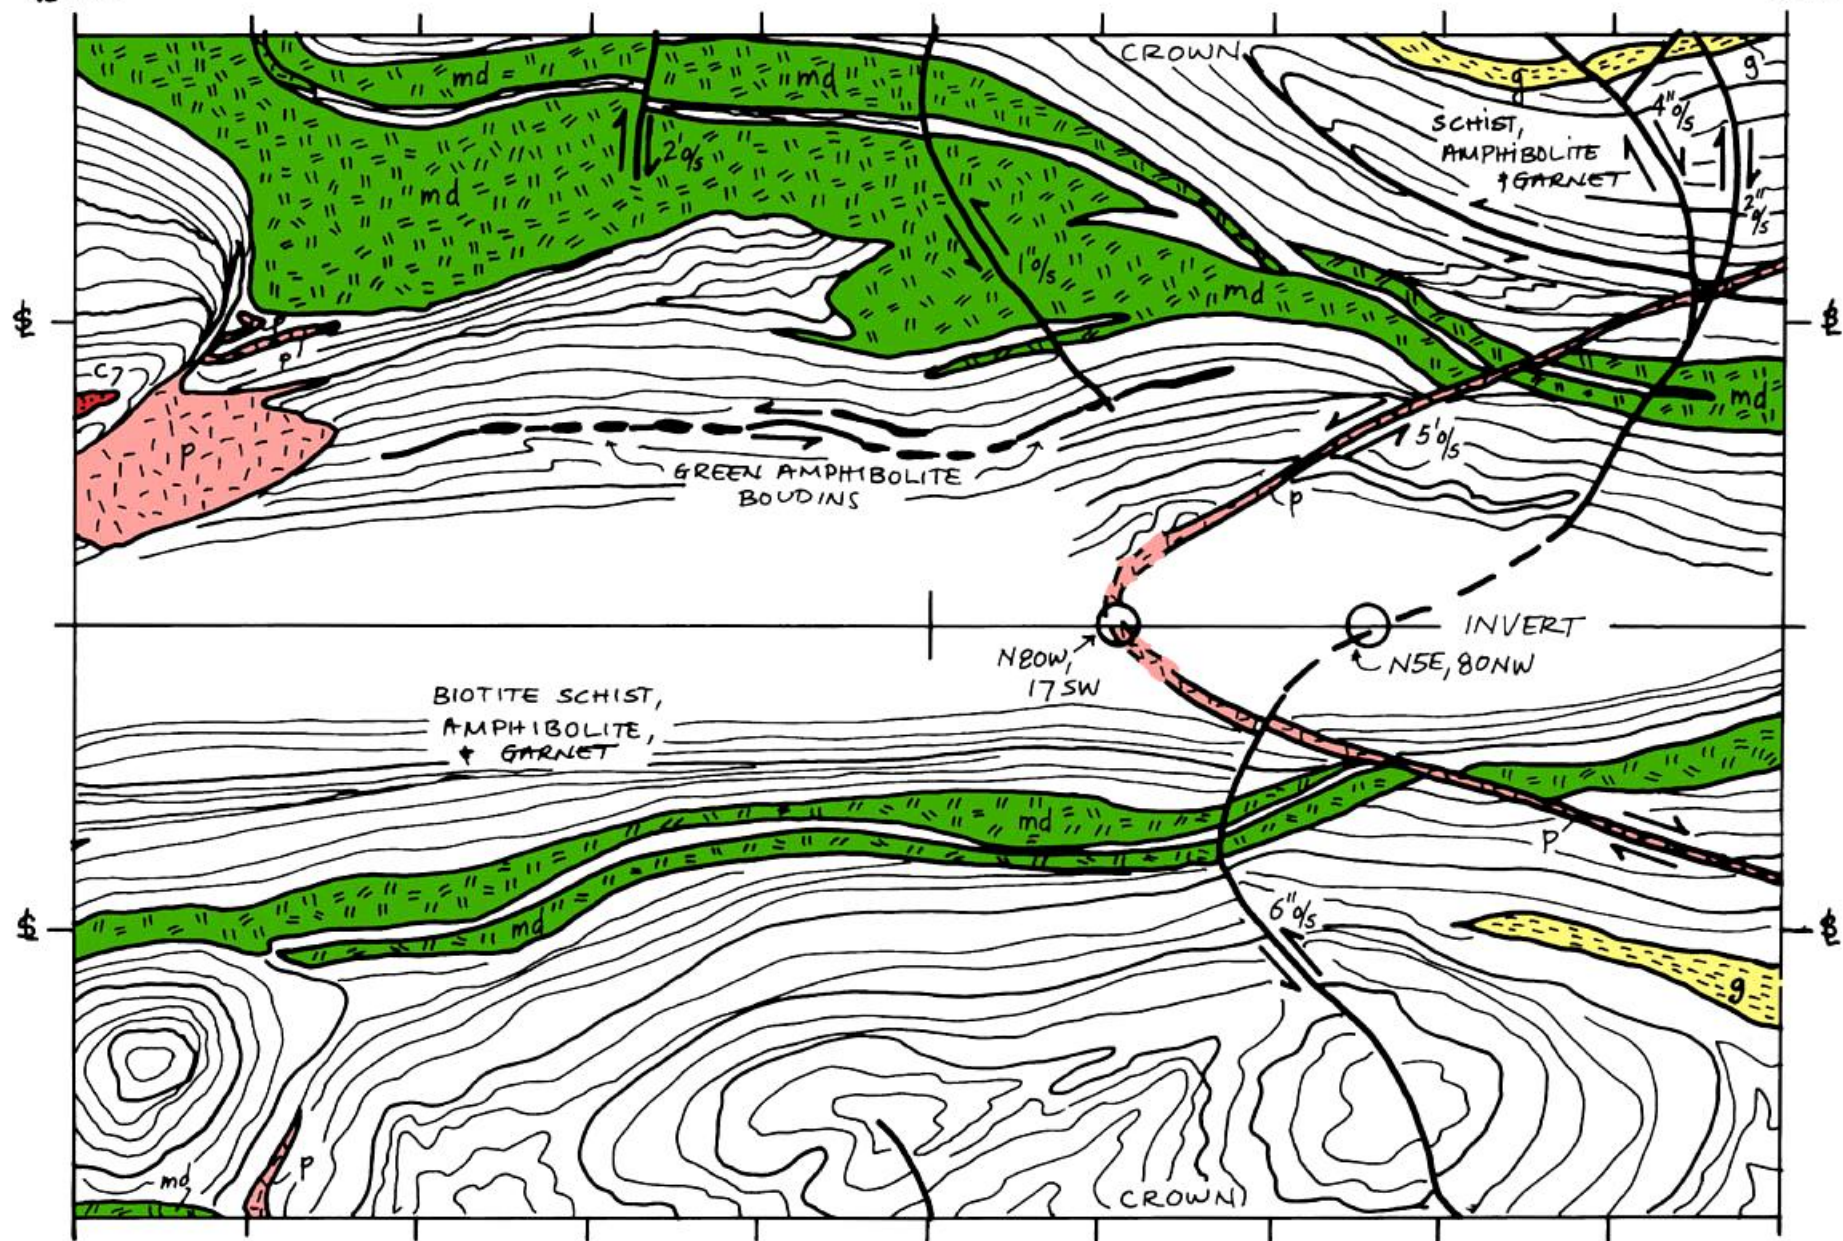 CROWN
md
md
g
g
4" o/s
SCHIST,
AMPHIBOLITE
& GARNET
2' o/s
md
2" o/s
1" o/s
md
p
p
C7
md
5' o/s
p
GREEN AMPHIBOLITE
BOUDINS
p
INVERT
N80W,
17SW
N5E, 80NW
BIOTITE SCHIST,
AMPHIBOLITE,
& GARNET
md
p
md
6" o/s
g
p
md
CROWN